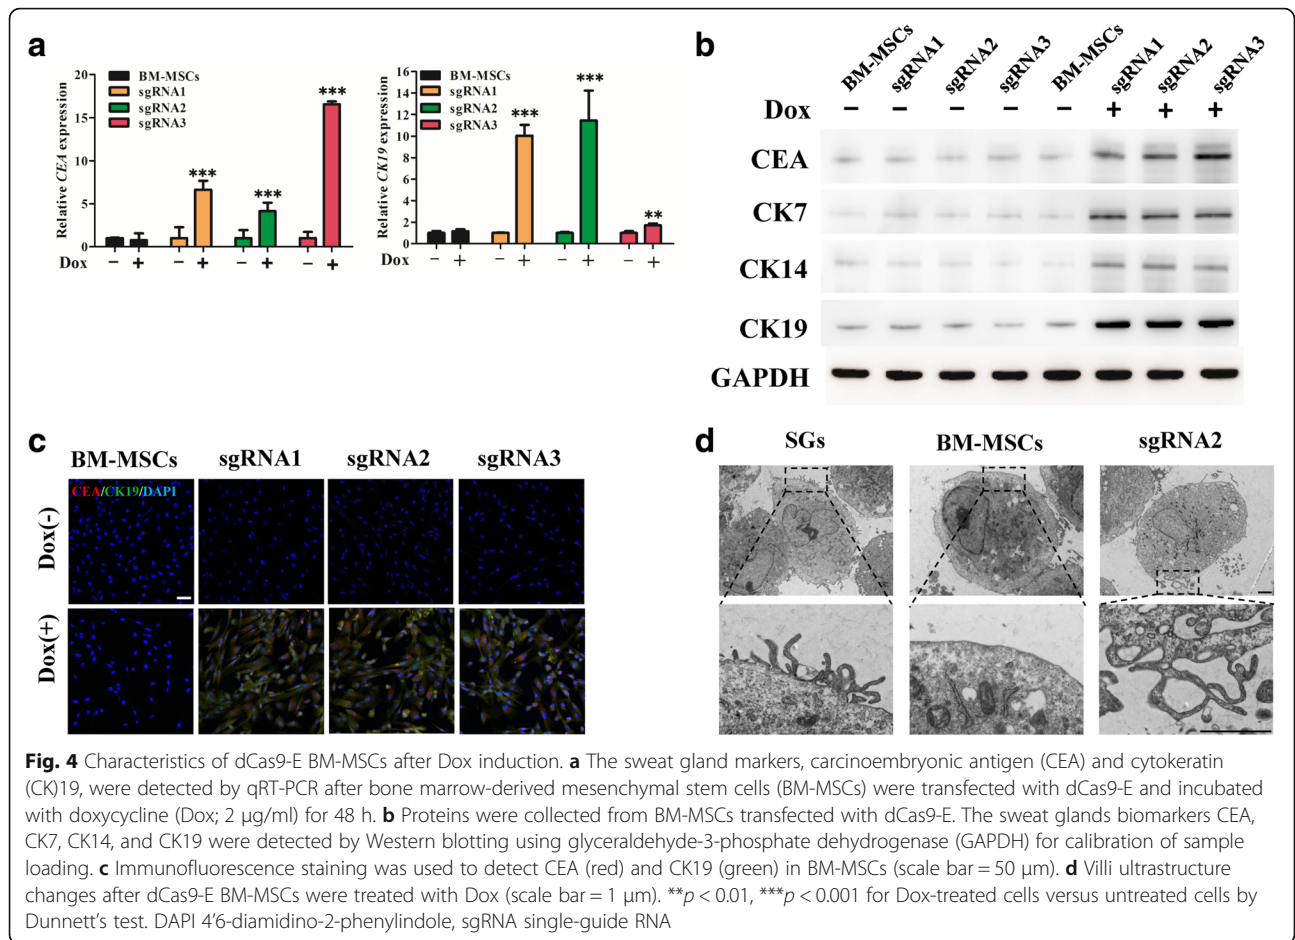 a
Relative CEA expression
20
15
10
5
0
BM-MSCs
sgRNA1
sgRNA2
sgRNA3
***
***
***
Dox − + − + − + − +
Relative CK19 expression
16
14
12
10
8
6
4
2
0
BM-MSCs
sgRNA1
sgRNA2
sgRNA3
***
***
**
Dox − + − + − + − +
b
BM-MSCs sgRNA1 sgRNA2 sgRNA3 BM-MSCs sgRNA1 sgRNA2 sgRNA3
Dox − − − − − + + +
CEA
CK7
CK14
CK19
GAPDH
c
BM-MSCs sgRNA1 sgRNA2 sgRNA3
CEA/CK19/DAPI
Dox(-)
Dox(+)
d
SGs BM-MSCs sgRNA2
Fig. 4 Characteristics of dCas9-E BM-MSCs after Dox induction. a The sweat gland markers, carcinoembryonic antigen (CEA) and cytokeratin
(CK)19, were detected by qRT-PCR after bone marrow-derived mesenchymal stem cells (BM-MSCs) were transfected with dCas9-E and incubated
with doxycycline (Dox; 2 μg/ml) for 48 h. b Proteins were collected from BM-MSCs transfected with dCas9-E. The sweat glands biomarkers CEA,
CK7, CK14, and CK19 were detected by Western blotting using glyceraldehyde-3-phosphate dehydrogenase (GAPDH) for calibration of sample
loading. c Immunofluorescence staining was used to detect CEA (red) and CK19 (green) in BM-MSCs (scale bar = 50 μm). d Villi ultrastructure
changes after dCas9-E BM-MSCs were treated with Dox (scale bar = 1 μm). **p < 0.01, ***p < 0.001 for Dox-treated cells versus untreated cells by
Dunnett's test. DAPI 4'6-diamidino-2-phenylindole, sgRNA single-guide RNA